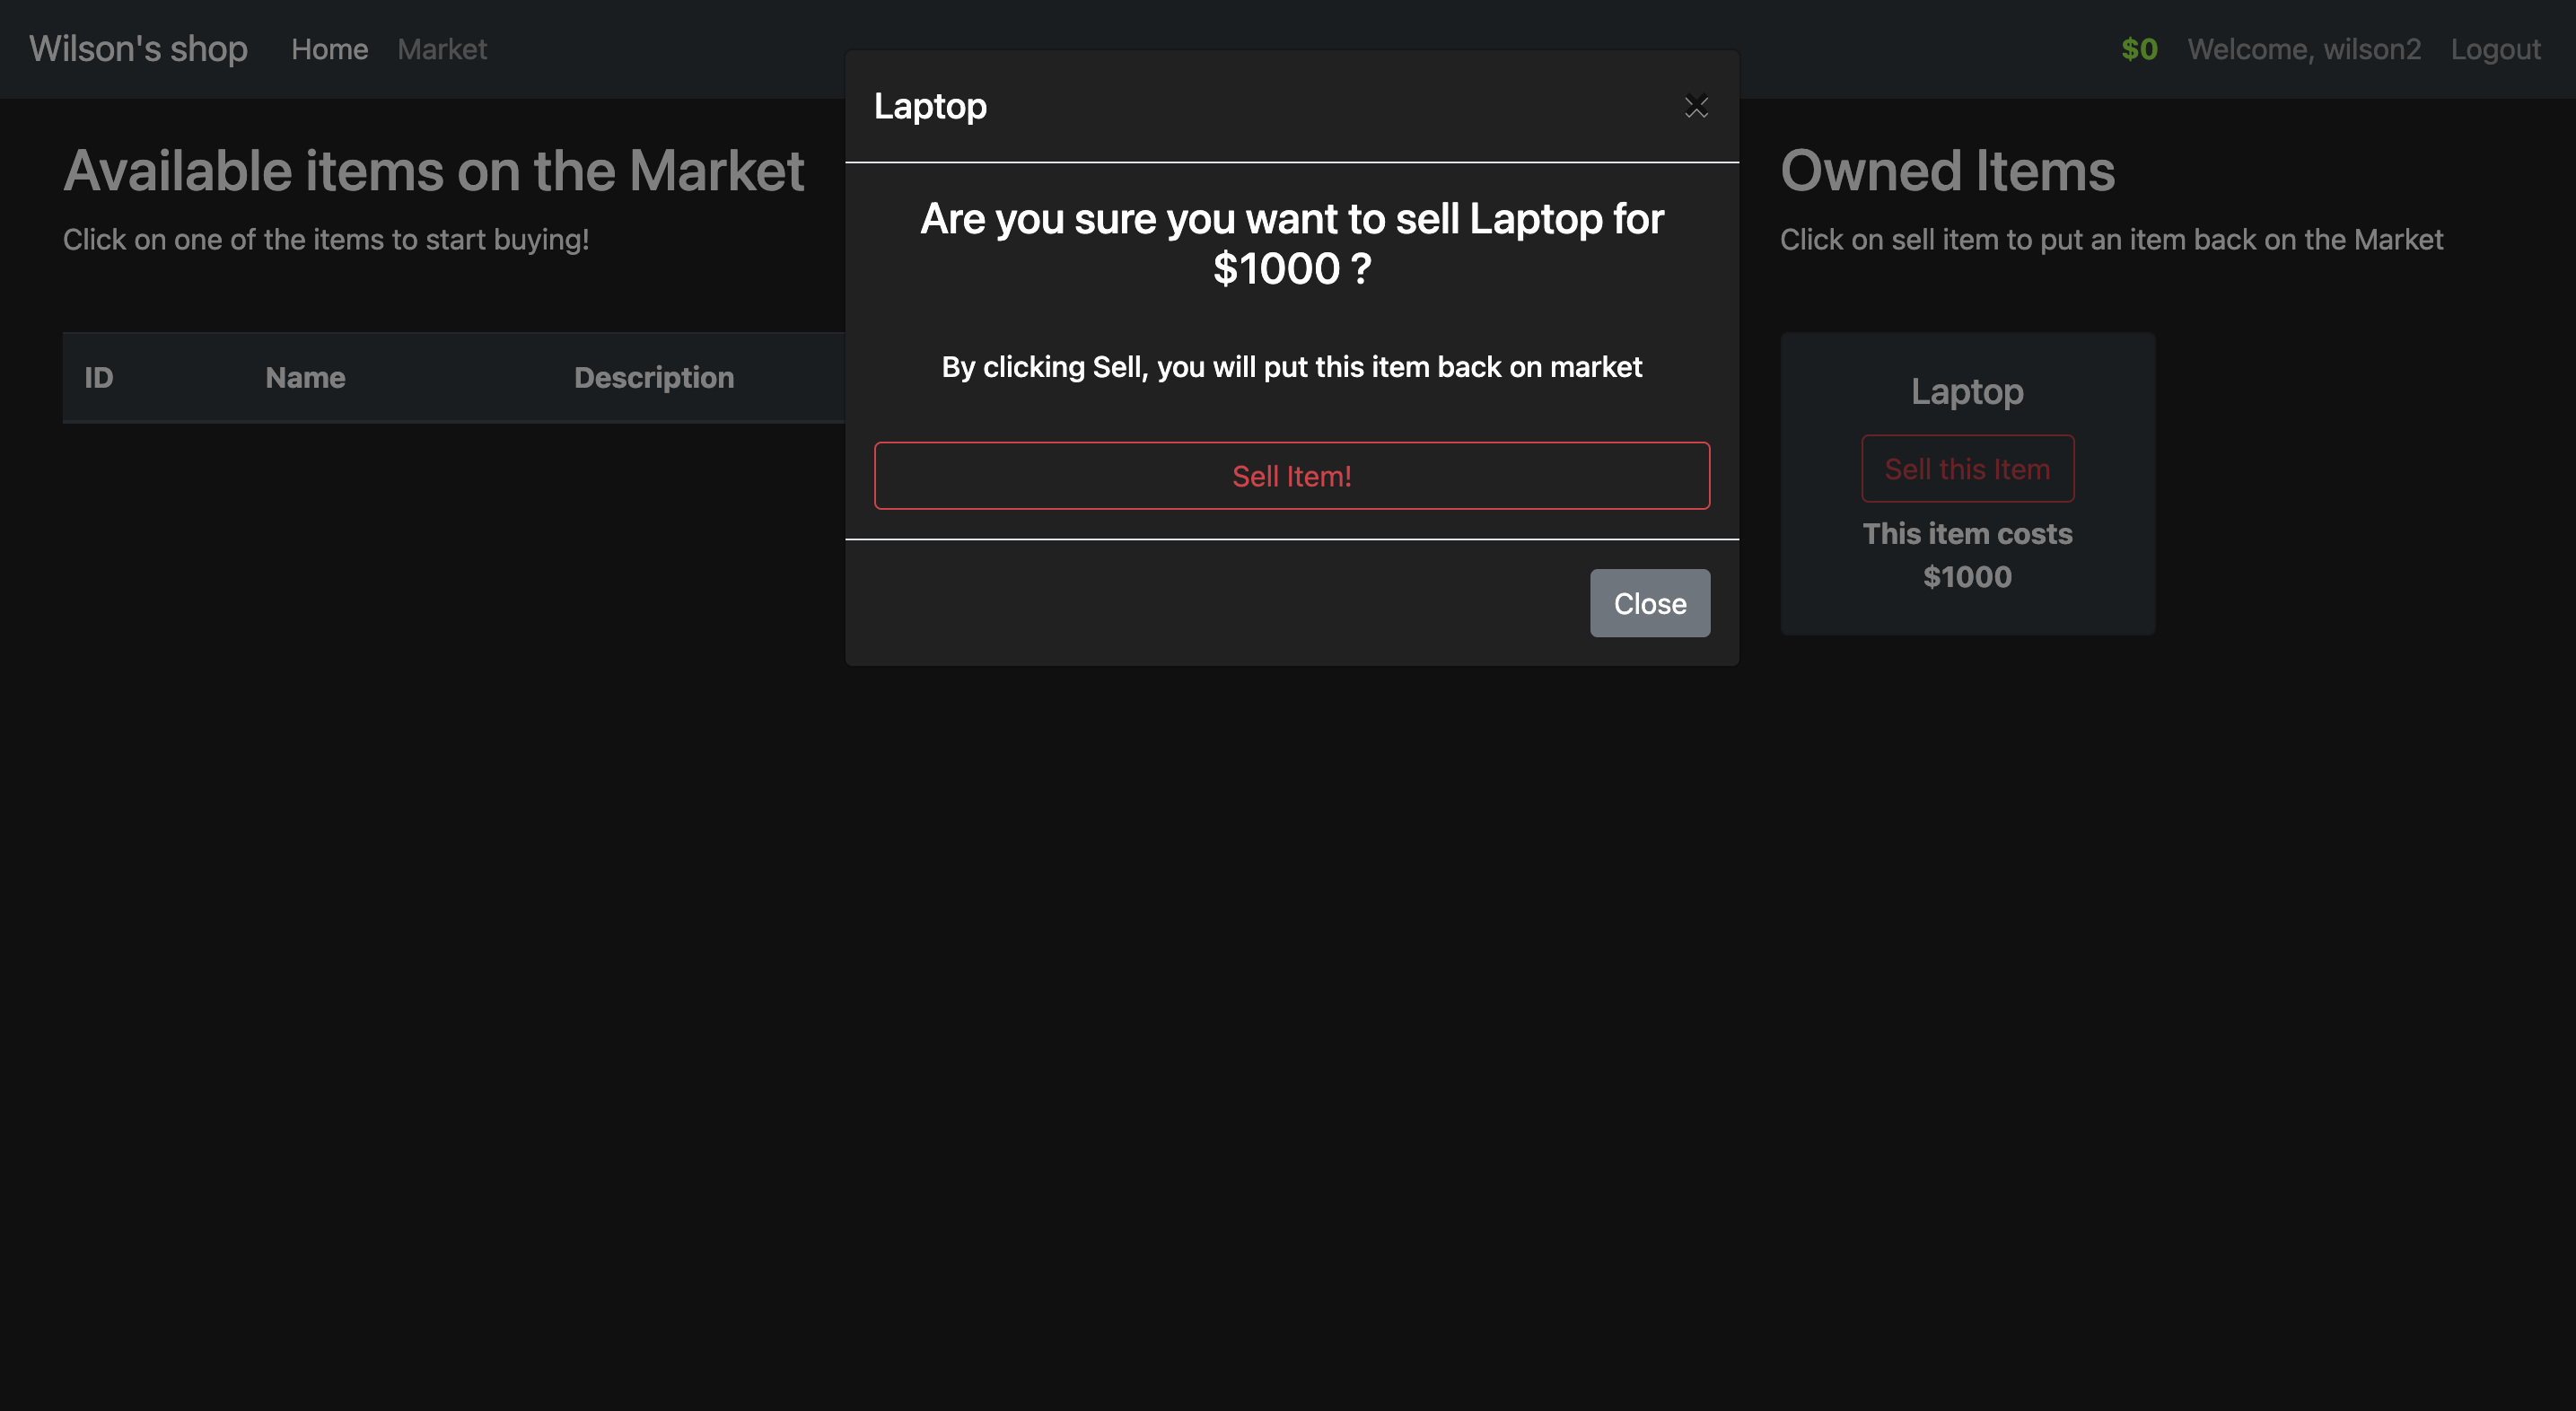 Wilson's shop Home Market $0 Welcome, wilson2 Logout
Laptop
Are you sure you want to sell Laptop for
$1000 ?
By clicking Sell, you will put this item back on market
Sell Item!
Close
Available items on the Market
Click on one of the items to start buying!
ID Name Description
Owned Items
Click on sell item to put an item back on the Market
Laptop
Sell this Item
This item costs
$1000